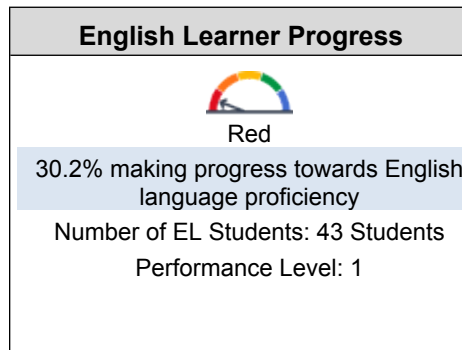 English Learner Progress
Red
30.2% making progress towards English
language proficiency
Number of EL Students: 43 Students
Performance Level: 1